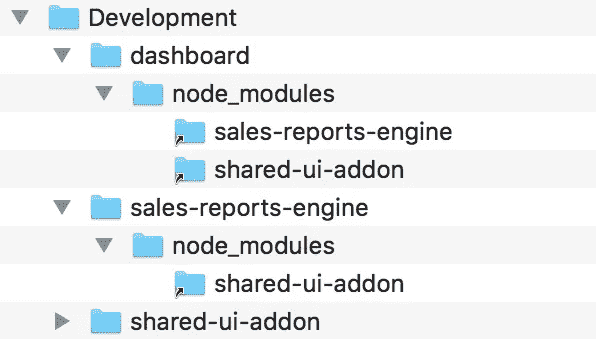 Development
dashboard
node_modules
sales-reports-engine
shared-ui-addon
sales-reports-engine
node_modules
shared-ui-addon
shared-ui-addon